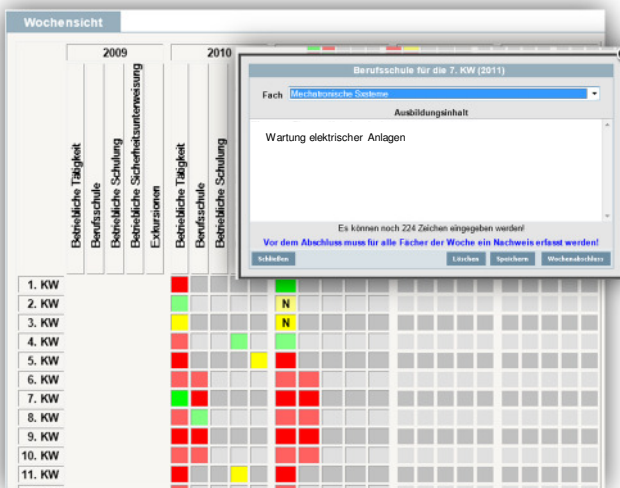 Wochensicht
2009
2010
Betriebliche Tätigkeit
Berufsschule
Betriebliche Schulung
Betriebliche Sicherheitsunterweisung
Exkursionen
Betriebliche Tätigkeit
Berufsschule
Betriebliche Schulung
Berufsschule für die 7. KW (2011)
Fach Mechatronische Systeme
Ausbildungsinhalt
Wartung elektrischer Anlagen
Es können noch 224 Zeichen eingegeben werden!
Vor dem Abschluss muss für alle Fächer der Woche ein Nachweis erfasst werden!
Schließen Löschen Speichern Wochenabschluss
1. KW
2. KW N
3. KW N
4. KW
5. KW
6. KW
7. KW
8. KW
9. KW
10. KW
11. KW